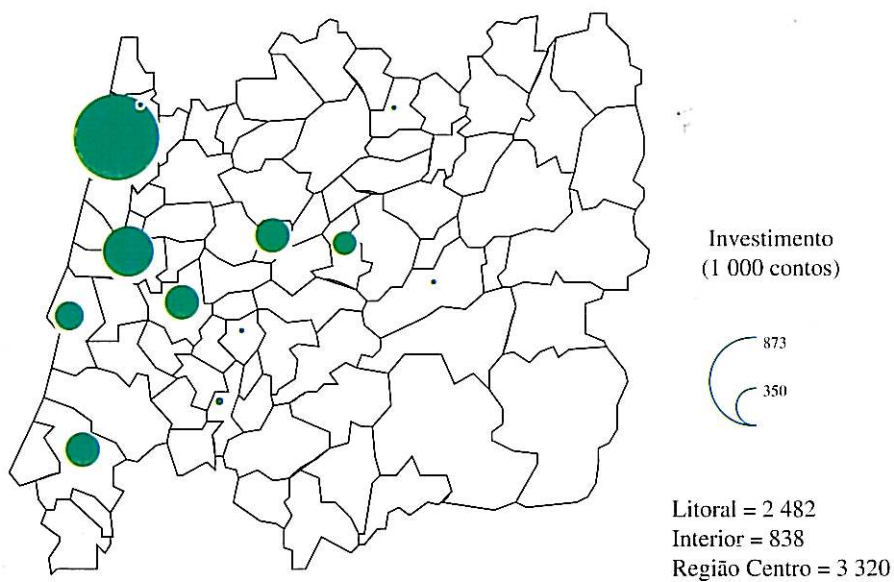 Investimento
(1 000 contos)
873
350
Litoral = 2 482
Interior = 838
Região Centro = 3 320